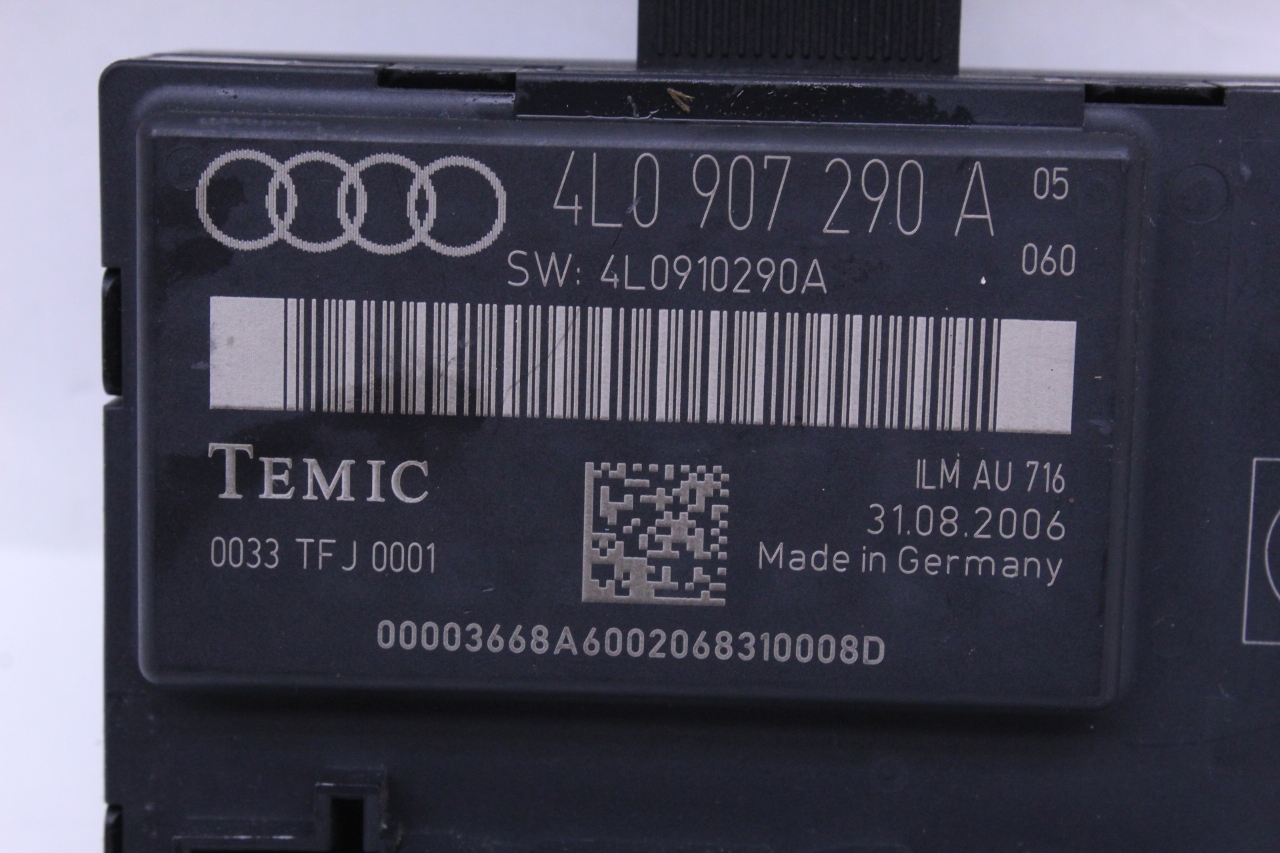 4L0 907 290 A 05
SW: 4L0910290A 060
TEMIC
ILM AU 716
31.08.2006
0033 TFJ 0001
Made in Germany
00003668A6002068310008D